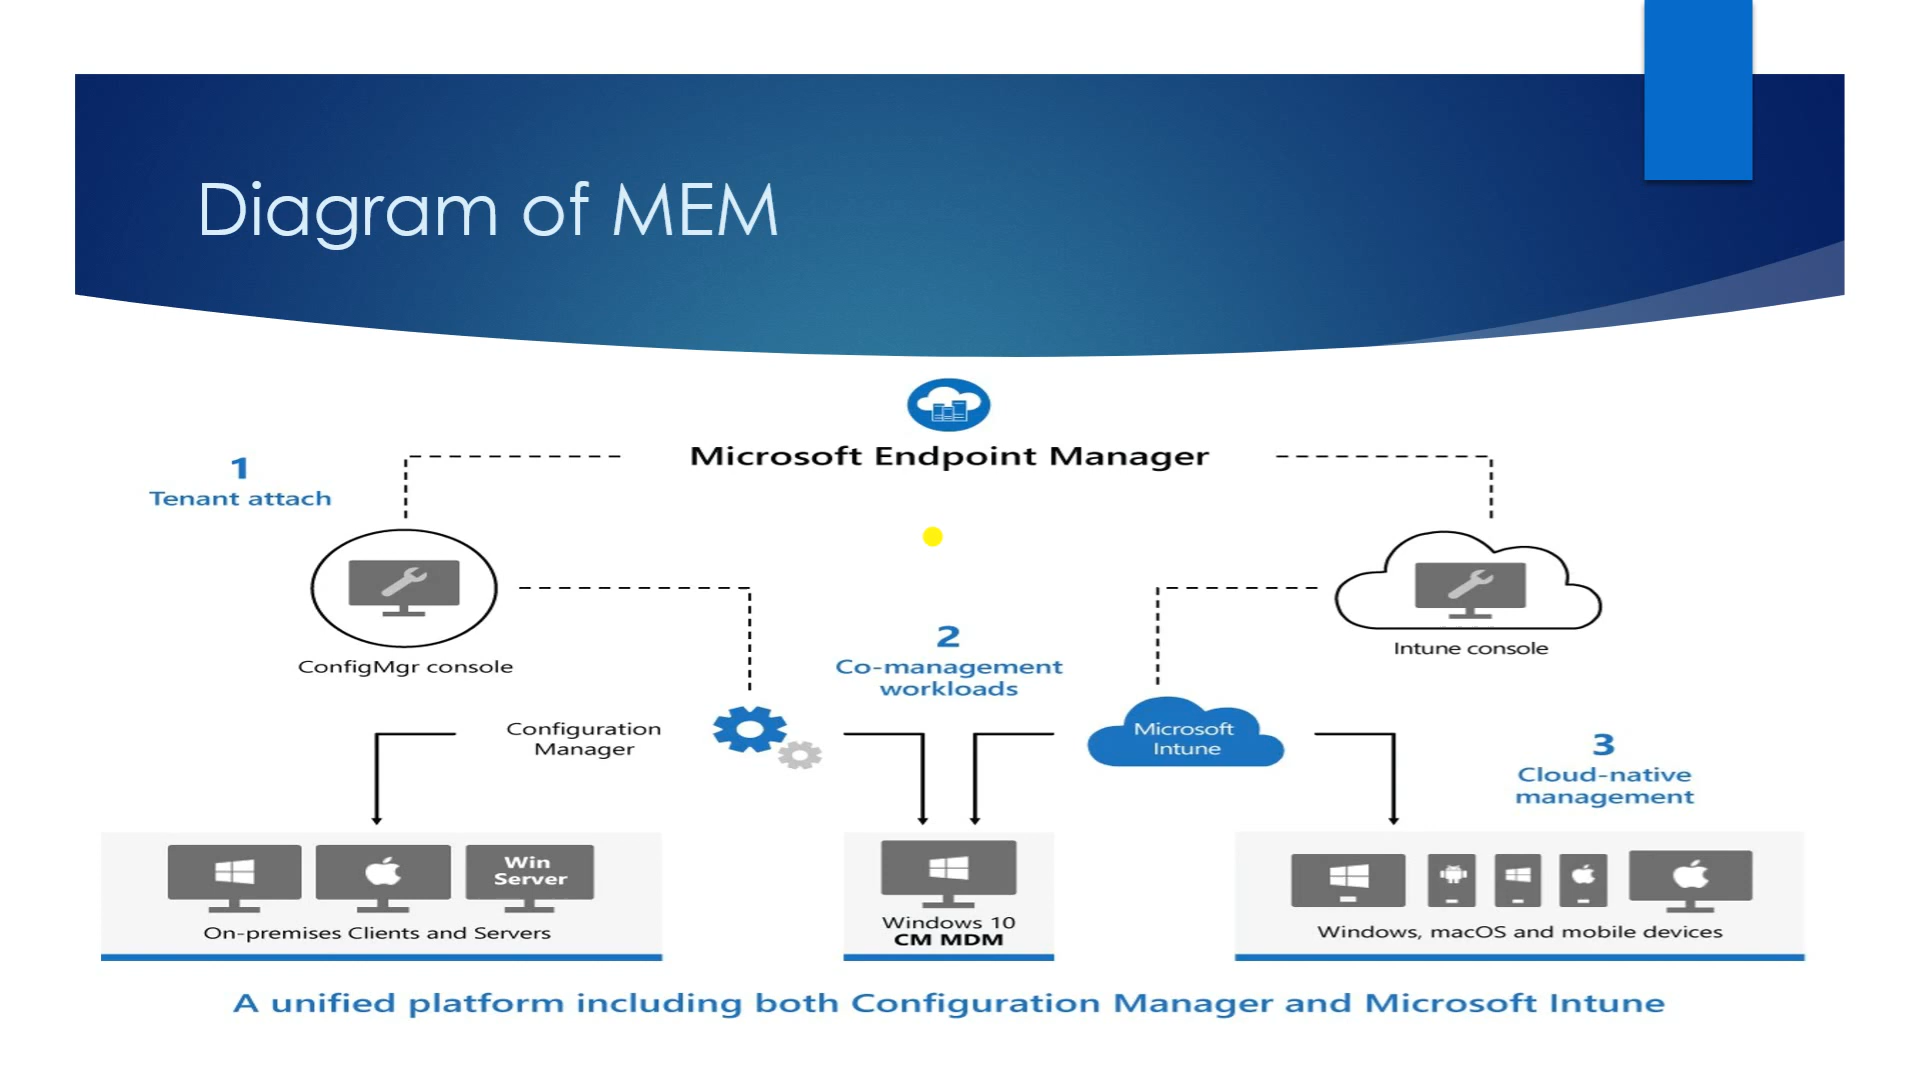 Diagram of MEM
Microsoft Endpoint Manager
1
Tenant attach
ConfigMgr console
Intune console
2
Co-management
workloads
Configuration
Manager
Microsoft
Intune
3
Cloud-native
management
Win
Server
On-premises Clients and Servers
Windows 10
CM MDM
Windows, macOS and mobile devices
A unified platform including both Configuration Manager and Microsoft Intune